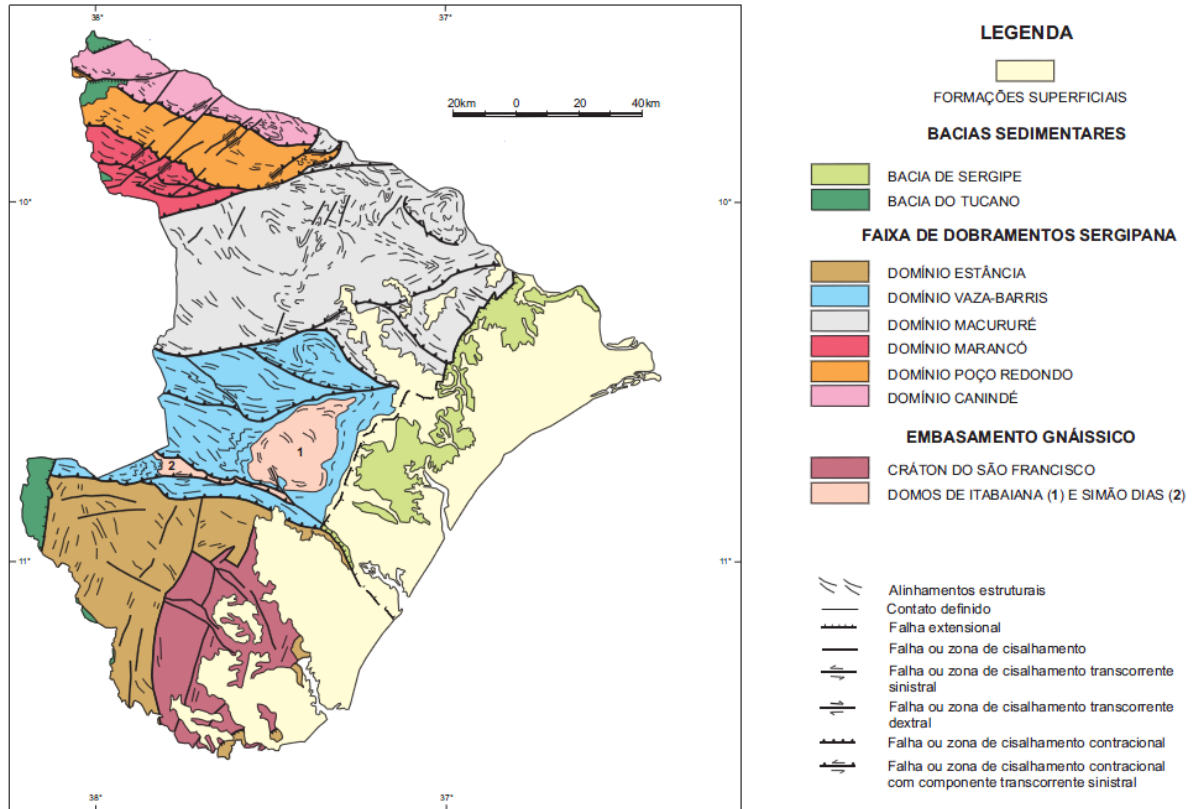 38°
37°
20km 0 20 40km
10°
10°
1
2
11°
11°
38°
37°
LEGENDA
FORMAÇÕES SUPERFICIAIS
BACIAS SEDIMENTARES
BACIA DE SERGIPE
BACIA DO TUCANO
FAIXA DE DOBRAMENTOS SERGIPANA
DOMÍNIO ESTÂNCIA
DOMÍNIO VAZA-BARRIS
DOMÍNIO MACURURÉ
DOMÍNIO MARANCÓ
DOMÍNIO POÇO REDONDO
DOMÍNIO CANINDÉ
EMBASAMENTO GNÁISSICO
CRÁTON DO SÃO FRANCISCO
DOMOS DE ITABAIANA (1) E SIMÃO DIAS (2)
Alinhamentos estruturais
Contato definido
Falha extensional
Falha ou zona de cisalhamento
Falha ou zona de cisalhamento transcorrente
sinistral
Falha ou zona de cisalhamento transcorrente
dextral
Falha ou zona de cisalhamento contracional
Falha ou zona de cisalhamento contracional
com componente transcorrente sinistral